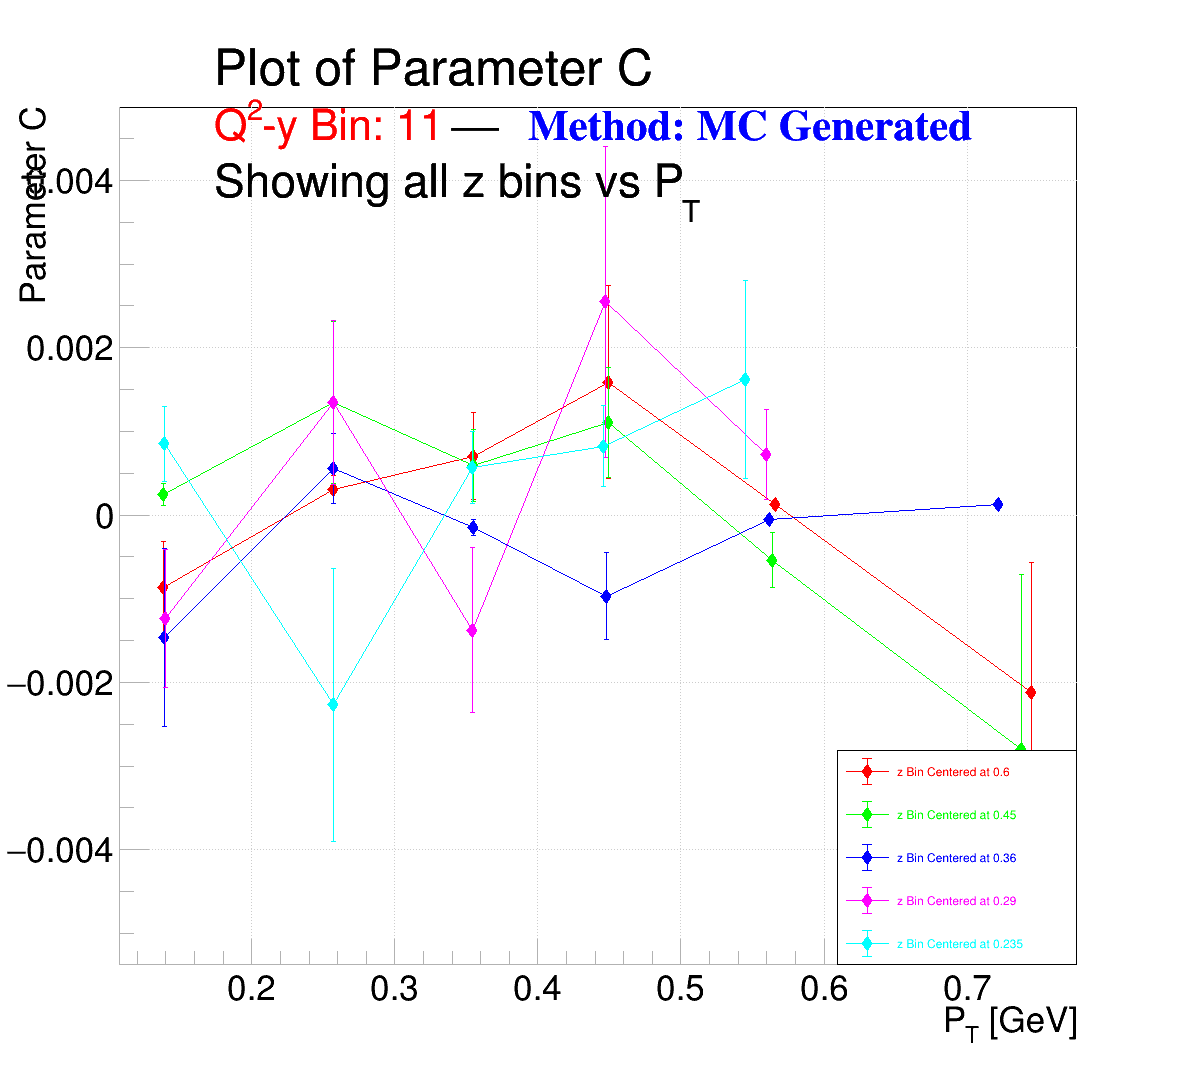 Plot of Parameter C
Q²-y Bin: 11 — Method: MC Generated
Showing all z bins vs P_T
Parameter C
0.004
0.002
0
−0.002
−0.004
z Bin Centered at 0.6
z Bin Centered at 0.45
z Bin Centered at 0.36
z Bin Centered at 0.29
z Bin Centered at 0.235
0.2 0.3 0.4 0.5 0.6 0.7
P_T [GeV]